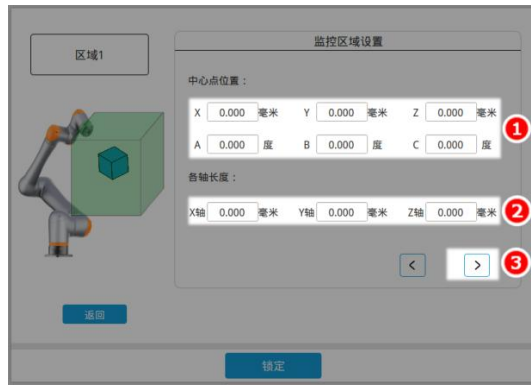 区域1
监控区域设置
中心点位置：
X 0.000 毫米 Y 0.000 毫米 Z 0.000 毫米
1
A 0.000 度 B 0.000 度 C 0.000 度
各轴长度：
X轴 0.000 毫米 Y轴 0.000 毫米 Z轴 0.000 毫米
2
< >
3
返回
锁定